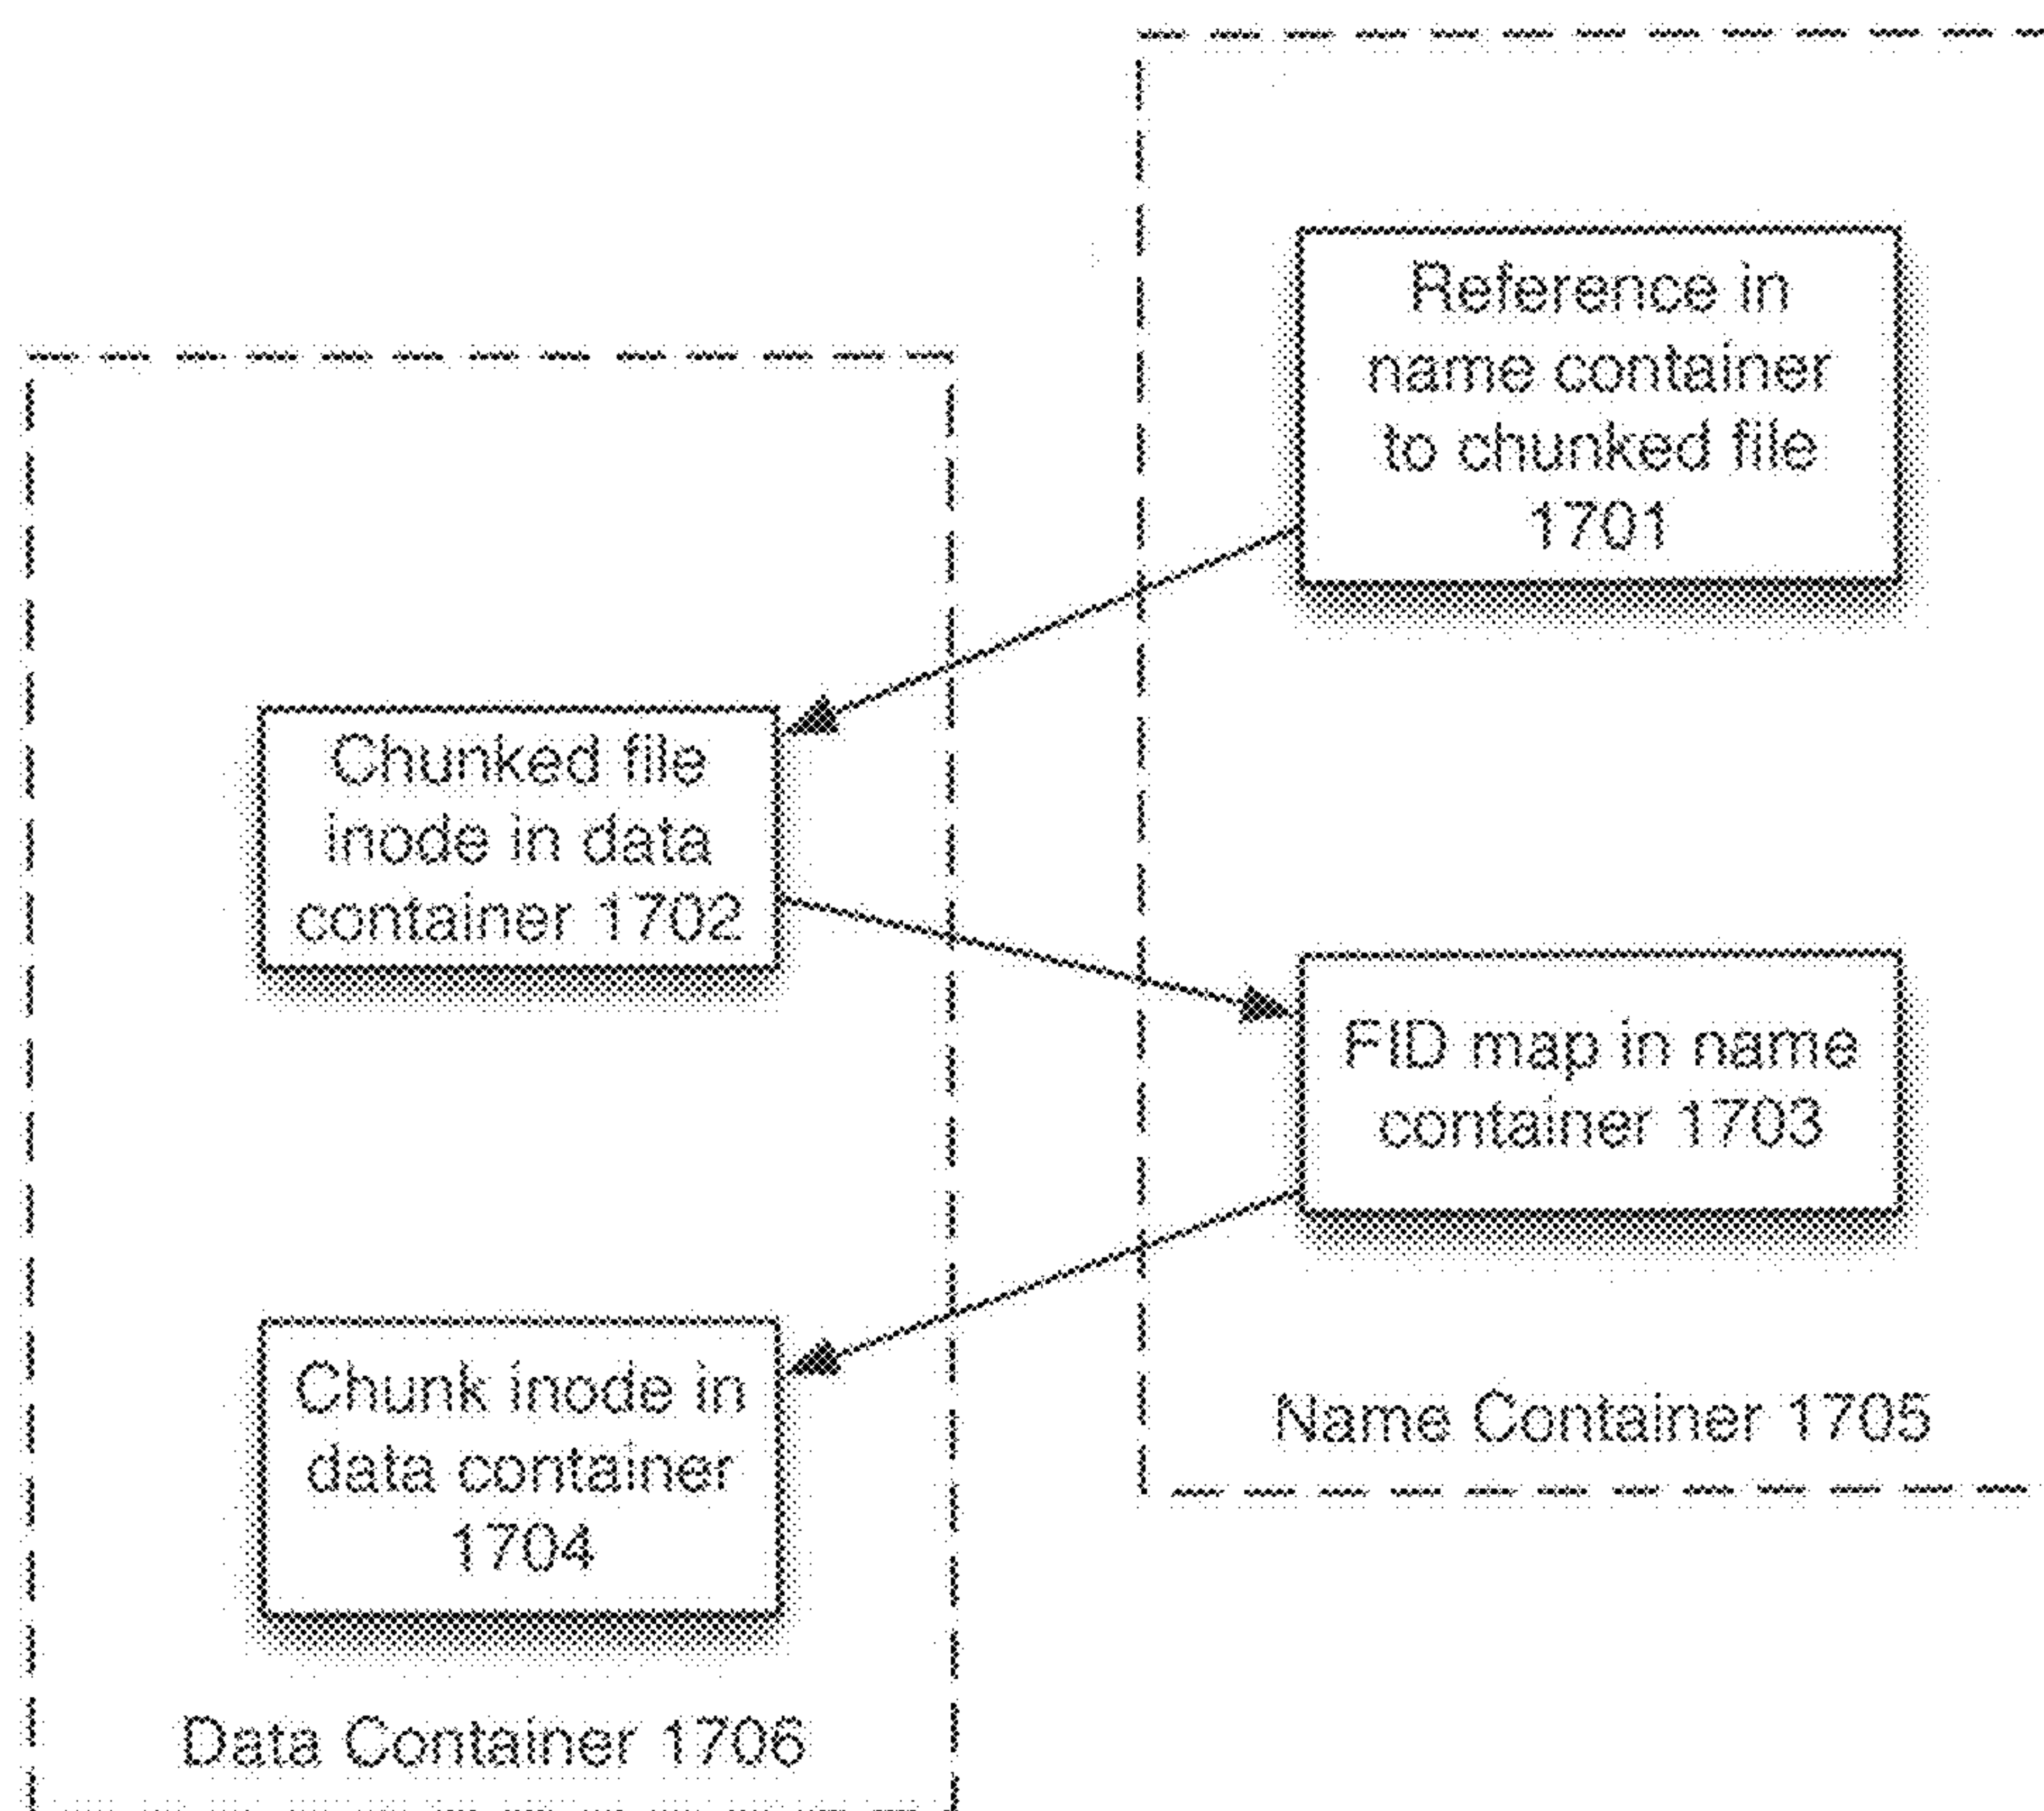 Reference in
name container
to chunked file
1701
Chunked file
inode in data
container 1702
FID map in name
container 1703
Chunk inode in
data container
1704
Name Container 1705
Data Container 1706